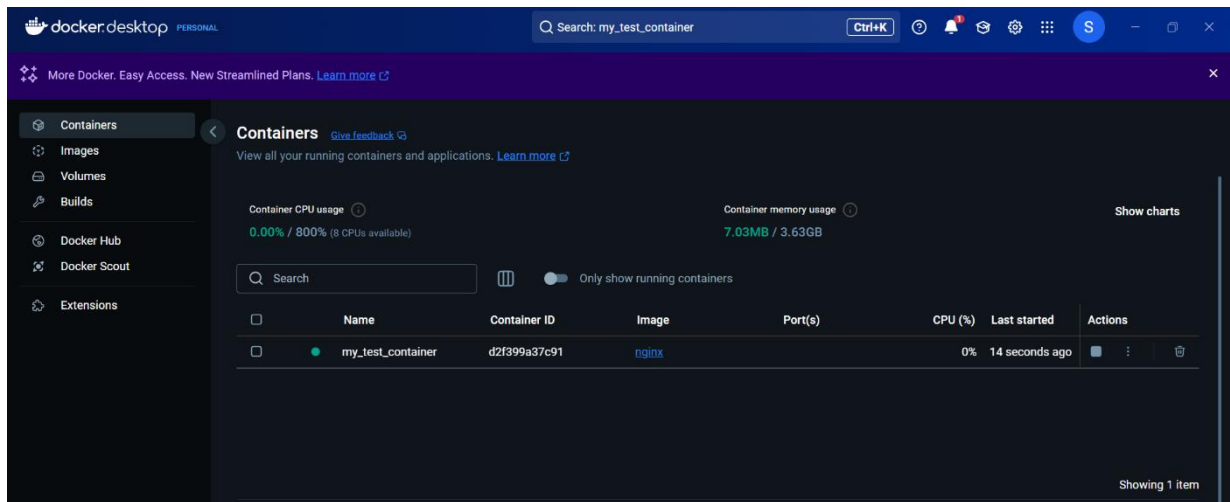 docker.desktop PERSONAL Search: my_test_container Ctrl+K S
More Docker. Easy Access. New Streamlined Plans. Learn more
Containers
Images
Volumes
Builds
Docker Hub
Docker Scout
Extensions
Containers Give feedback
View all your running containers and applications. Learn more
Container CPU usage Container memory usage Show charts
0.00% / 800% (8 CPUs available) 7.03MB / 3.63GB
Search Only show running containers
Name Container ID Image Port(s) CPU (%) Last started Actions
my_test_container d2f399a37c91 nginx 0% 14 seconds ago
Showing 1 item